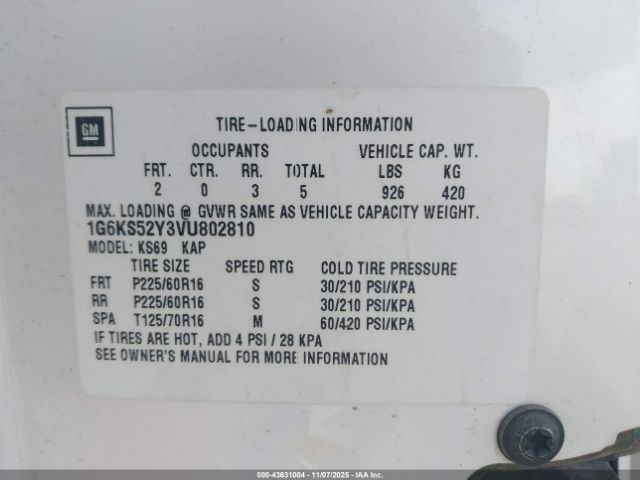 GM
TIRE-LOADING INFORMATION
OCCUPANTS VEHICLE CAP. WT.
FRT. CTR. RR. TOTAL LBS KG
2 0 3 5 926 420
MAX. LOADING @ GVWR SAME AS VEHICLE CAPACITY WEIGHT.
1G6KS52Y3VU802810
MODEL: KS69 KAP
TIRE SIZE SPEED RTG COLD TIRE PRESSURE
FRT P225/60R16 S 30/210 PSI/KPA
RR P225/60R16 S 30/210 PSI/KPA
SPA T125/70R16 M 60/420 PSI/KPA
IF TIRES ARE HOT, ADD 4 PSI / 28 KPA
SEE OWNER'S MANUAL FOR MORE INFORMATION
000-43631004 - 11/07/2025 - IAAI.COM